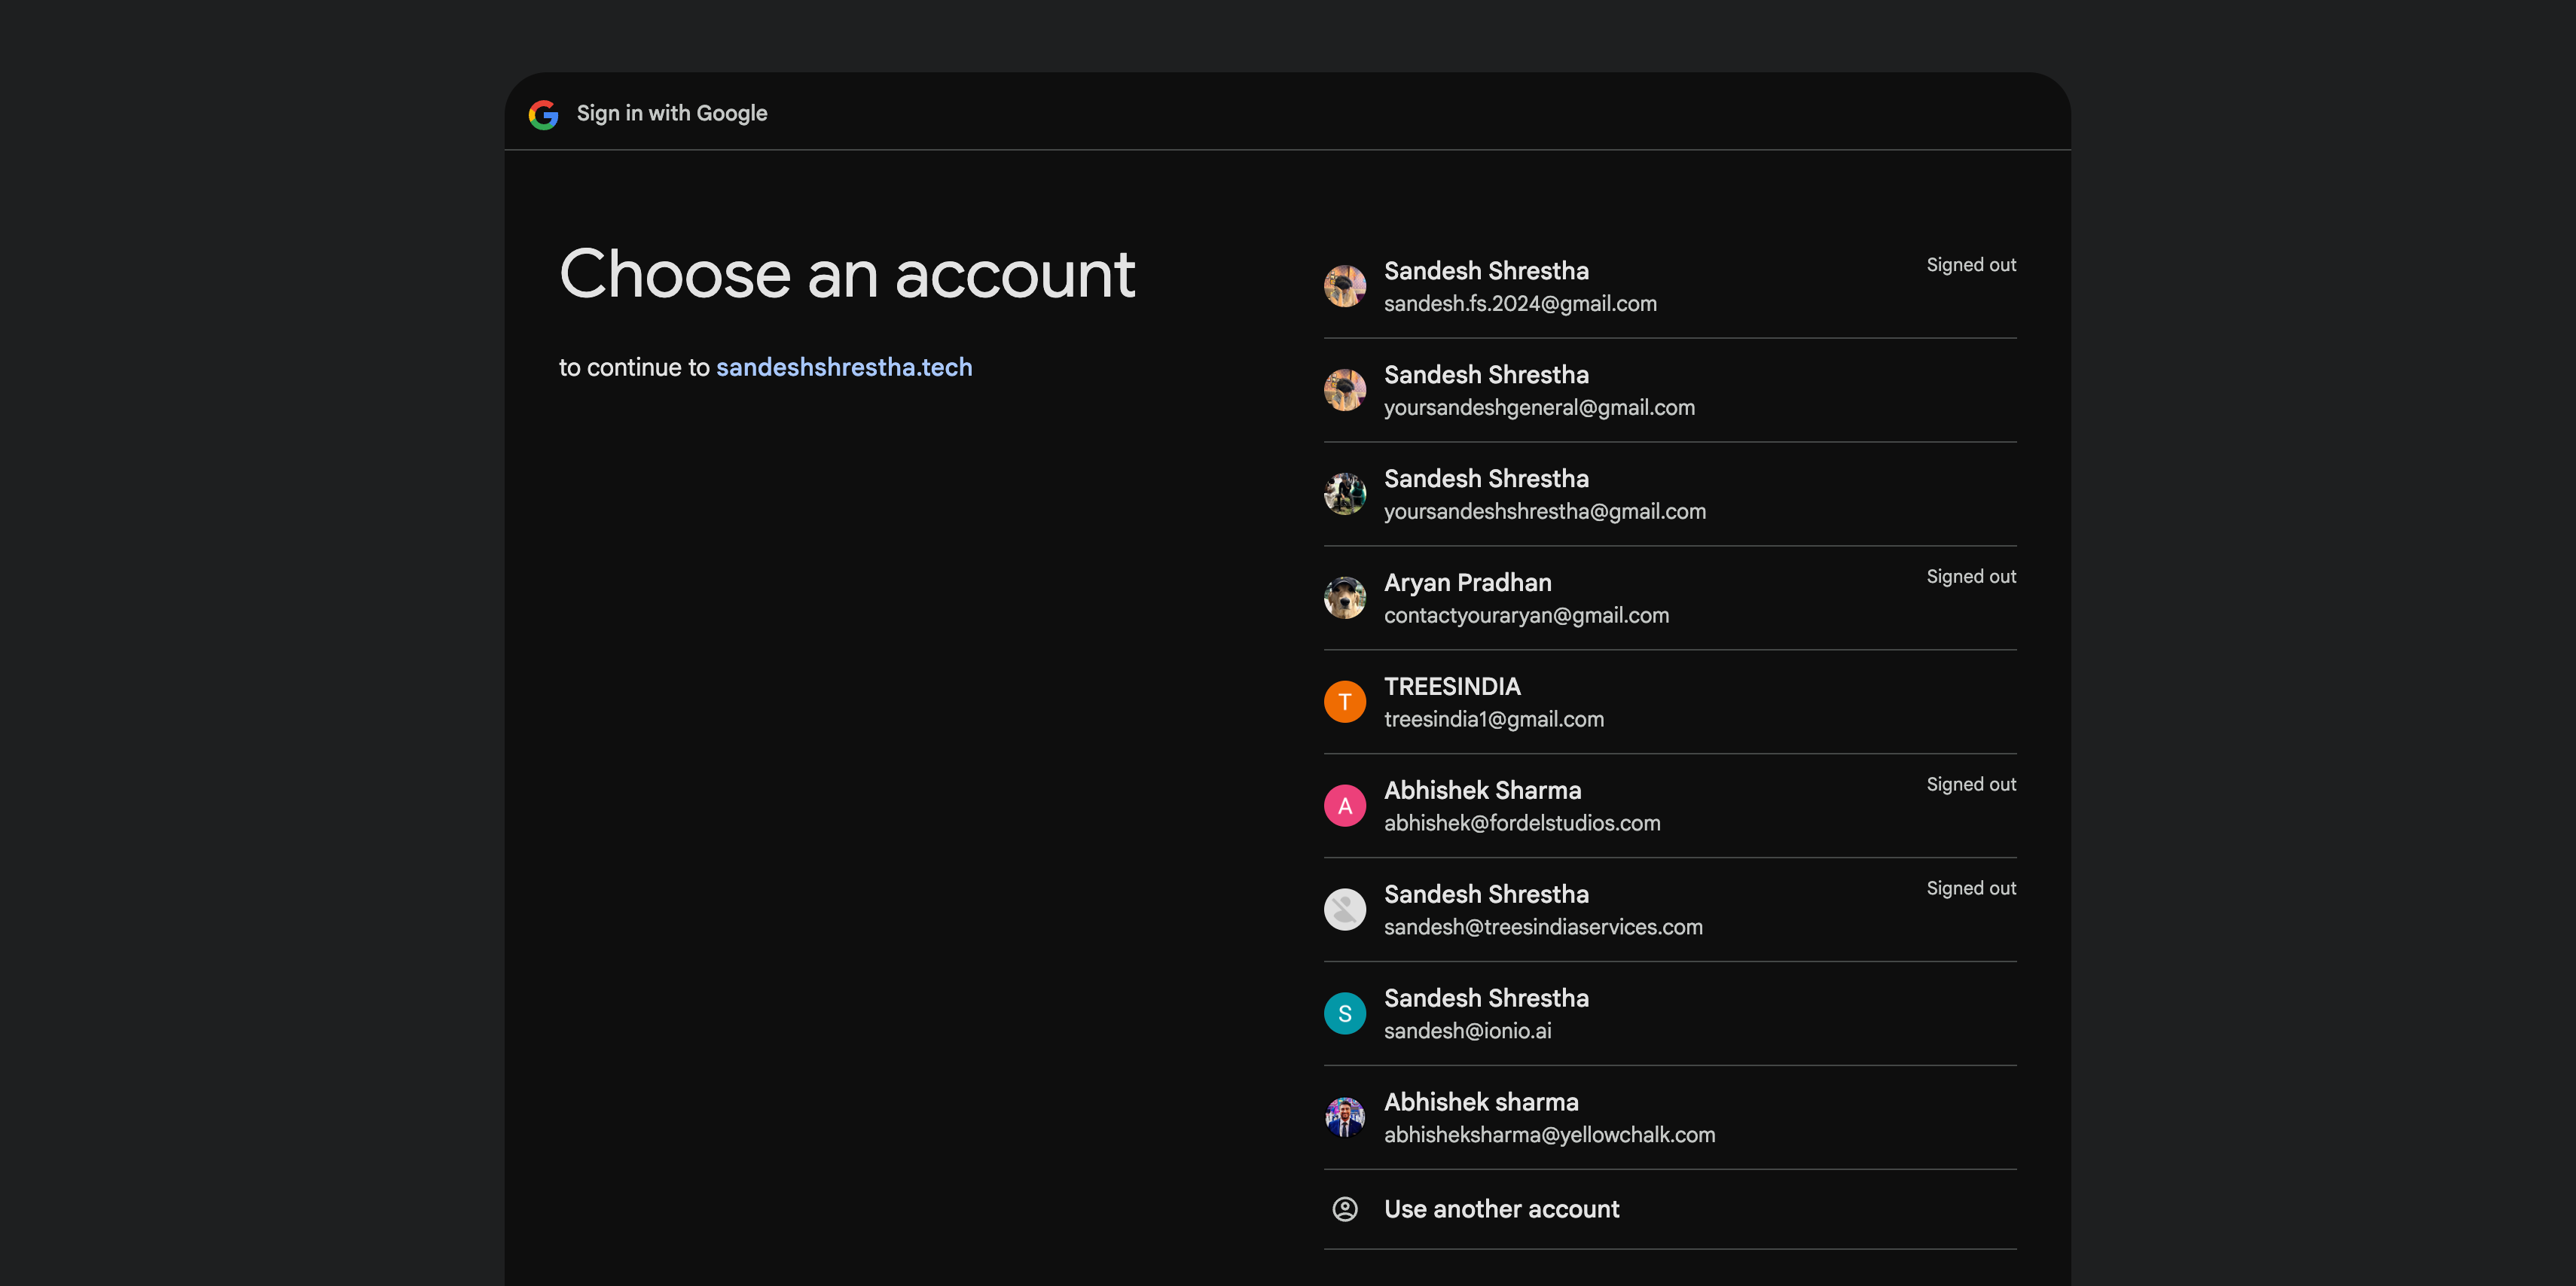 Sign in with Google
Choose an account
to continue to sandeshshrestha.tech
Sandesh Shrestha
Signed out
sandesh.fs.2024@gmail.com
Sandesh Shrestha
yoursandeshgeneral@gmail.com
Sandesh Shrestha
yoursandeshshrestha@gmail.com
Aryan Pradhan
Signed out
contactyouraryan@gmail.com
T
TREESINDIA
treesindia1@gmail.com
A
Abhishek Sharma
Signed out
abhishek@fordelstudios.com
Sandesh Shrestha
Signed out
sandesh@treesindiaservices.com
S
Sandesh Shrestha
sandesh@ionio.ai
Abhishek sharma
abhisheksharma@yellowchalk.com
Use another account